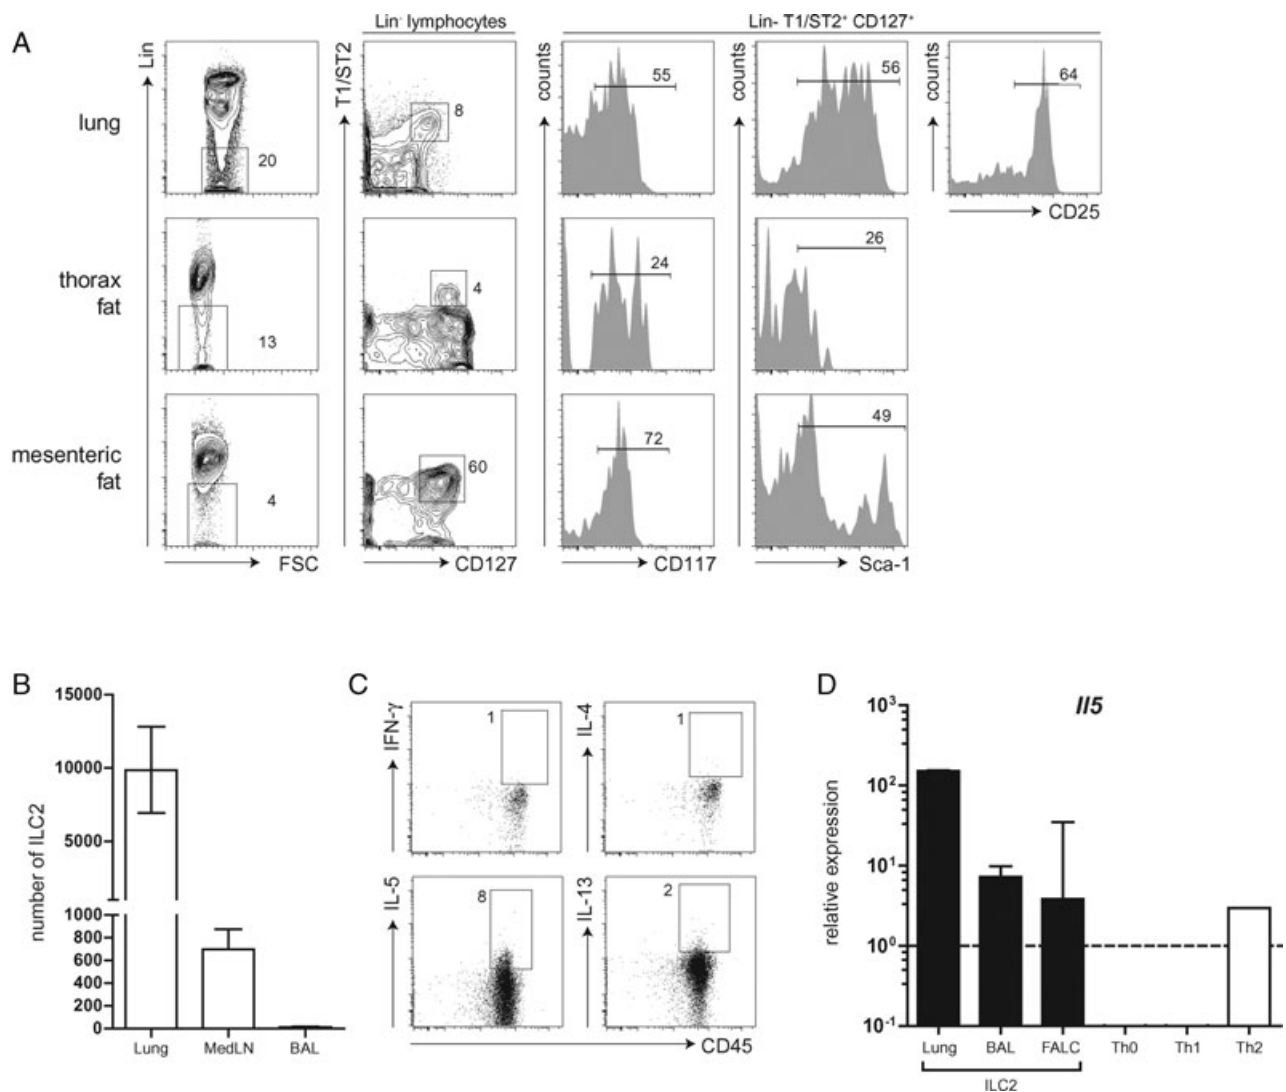 A
Lin⁻ lymphocytes
Lin- T1/ST2⁺ CD127⁺
lung
Lin
20
T1/ST2
8
counts
55
counts
56
counts
64
CD25
thorax
fat
13
4
24
26
mesenteric
fat
4
60
72
49
FSC
CD127
CD117
Sca-1
B
number of ILC2
15000
10000
5000
1000
800
600
400
200
0
Lung MedLN BAL
C
IFN-γ
1
IL-4
1
IL-5
8
IL-13
2
CD45
D
Il5
relative expression
10³
10²
10¹
10⁰
10⁻¹
Lung BAL FALC Th0 Th1 Th2
ILC2